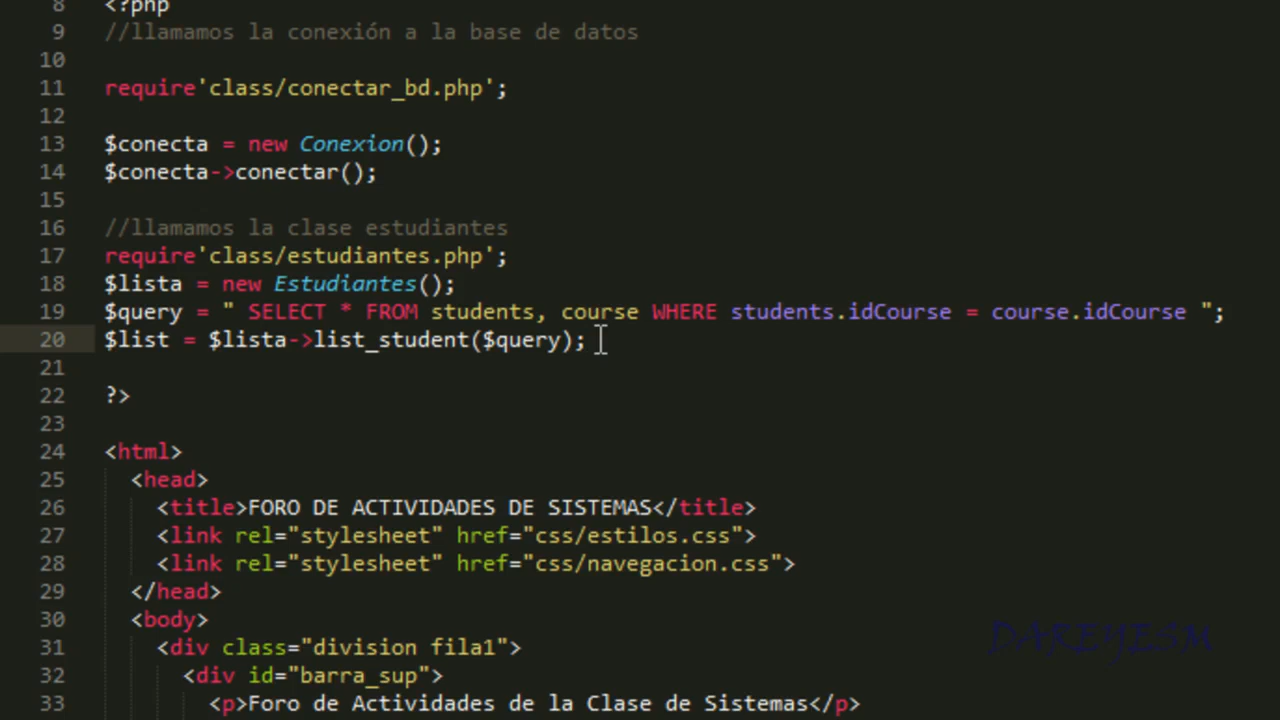 8 <?php
9 //llamamos la conexión a la base de datos
10
11 require'class/conectar_bd.php';
12
13 $conecta = new Conexion();
14 $conecta->conectar();
15
16 //llamamos la clase estudiantes
17 require'class/estudiantes.php';
18 $lista = new Estudiantes();
19 $query = " SELECT * FROM students, course WHERE students.idCourse = course.idCourse ";
20 $list = $lista->list_student($query);
21
22 ?>
23
24 <html>
25 <head>
26 <title>FORO DE ACTIVIDADES DE SISTEMAS</title>
27 <link rel="stylesheet" href="css/estilos.css">
28 <link rel="stylesheet" href="css/navegacion.css">
29 </head>
30 <body>
31 <div class="division fila1">
32 <div id="barra_sup">
33 <p>Foro de Actividades de la Clase de Sistemas</p>
DAREYESM